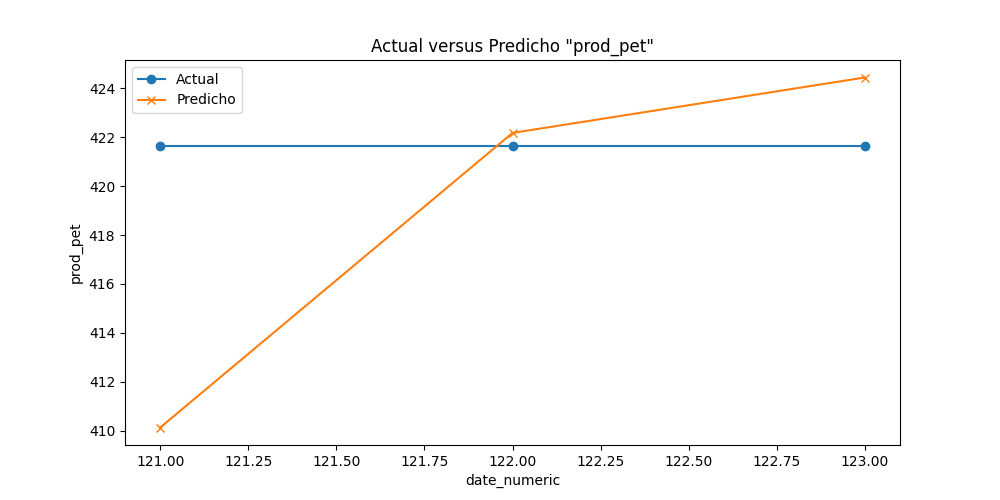 Actual versus Predicho "prod_pet"
Actual
Predicho
prod_pet
424
422
420
418
416
414
412
410
121.00 121.25 121.50 121.75 122.00 122.25 122.50 122.75 123.00
date_numeric